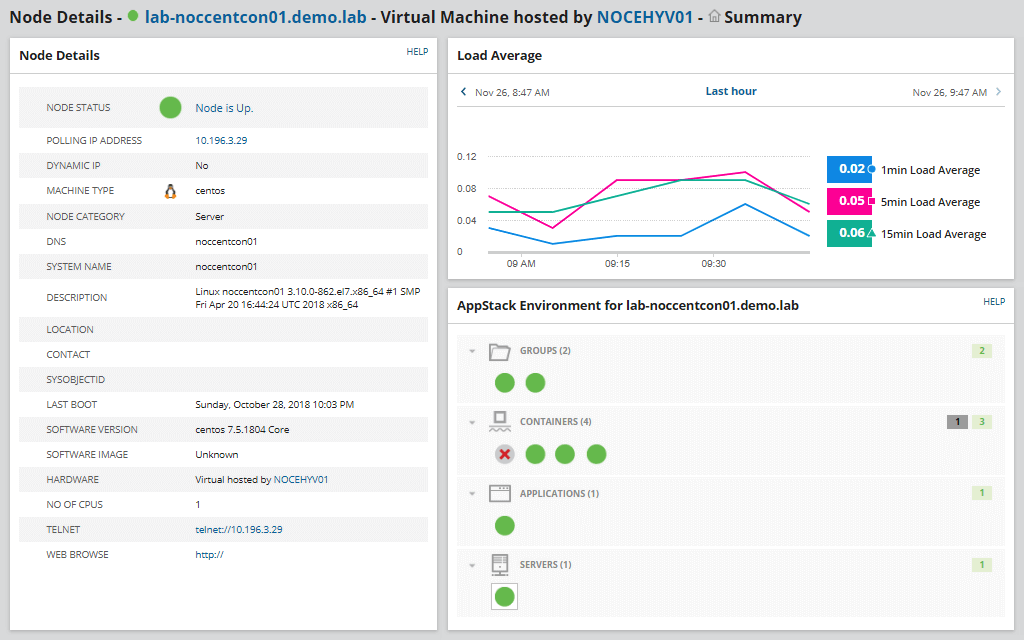 Node Details - lab-noccentcon01.demo.lab - Virtual Machine hosted by NOCEHYV01 - Summary
Node Details
HELP
NODE STATUS Node is Up.
POLLING IP ADDRESS 10.196.3.29
DYNAMIC IP No
MACHINE TYPE centos
NODE CATEGORY Server
DNS noccentcon01
SYSTEM NAME noccentcon01
DESCRIPTION Linux noccentcon01 3.10.0-862.el7.x86_64 #1 SMP
Fri Apr 20 16:44:24 UTC 2018 x86_64
LOCATION
CONTACT
SYSOBJECTID
LAST BOOT Sunday, October 28, 2018 10:03 PM
SOFTWARE VERSION centos 7.5.1804 Core
SOFTWARE IMAGE Unknown
HARDWARE Virtual hosted by NOCEHYV01
NO OF CPUS 1
TELNET telnet://10.196.3.29
WEB BROWSE http://
Load Average
Nov 26, 8:47 AM Last hour Nov 26, 9:47 AM
0.12
0.08
0.04
0
09 AM 09:15 09:30
0.02 1min Load Average
0.05 5min Load Average
0.06 15min Load Average
AppStack Environment for lab-noccentcon01.demo.lab
HELP
GROUPS (2) 2
CONTAINERS (4) 1 3
APPLICATIONS (1) 1
SERVERS (1) 1